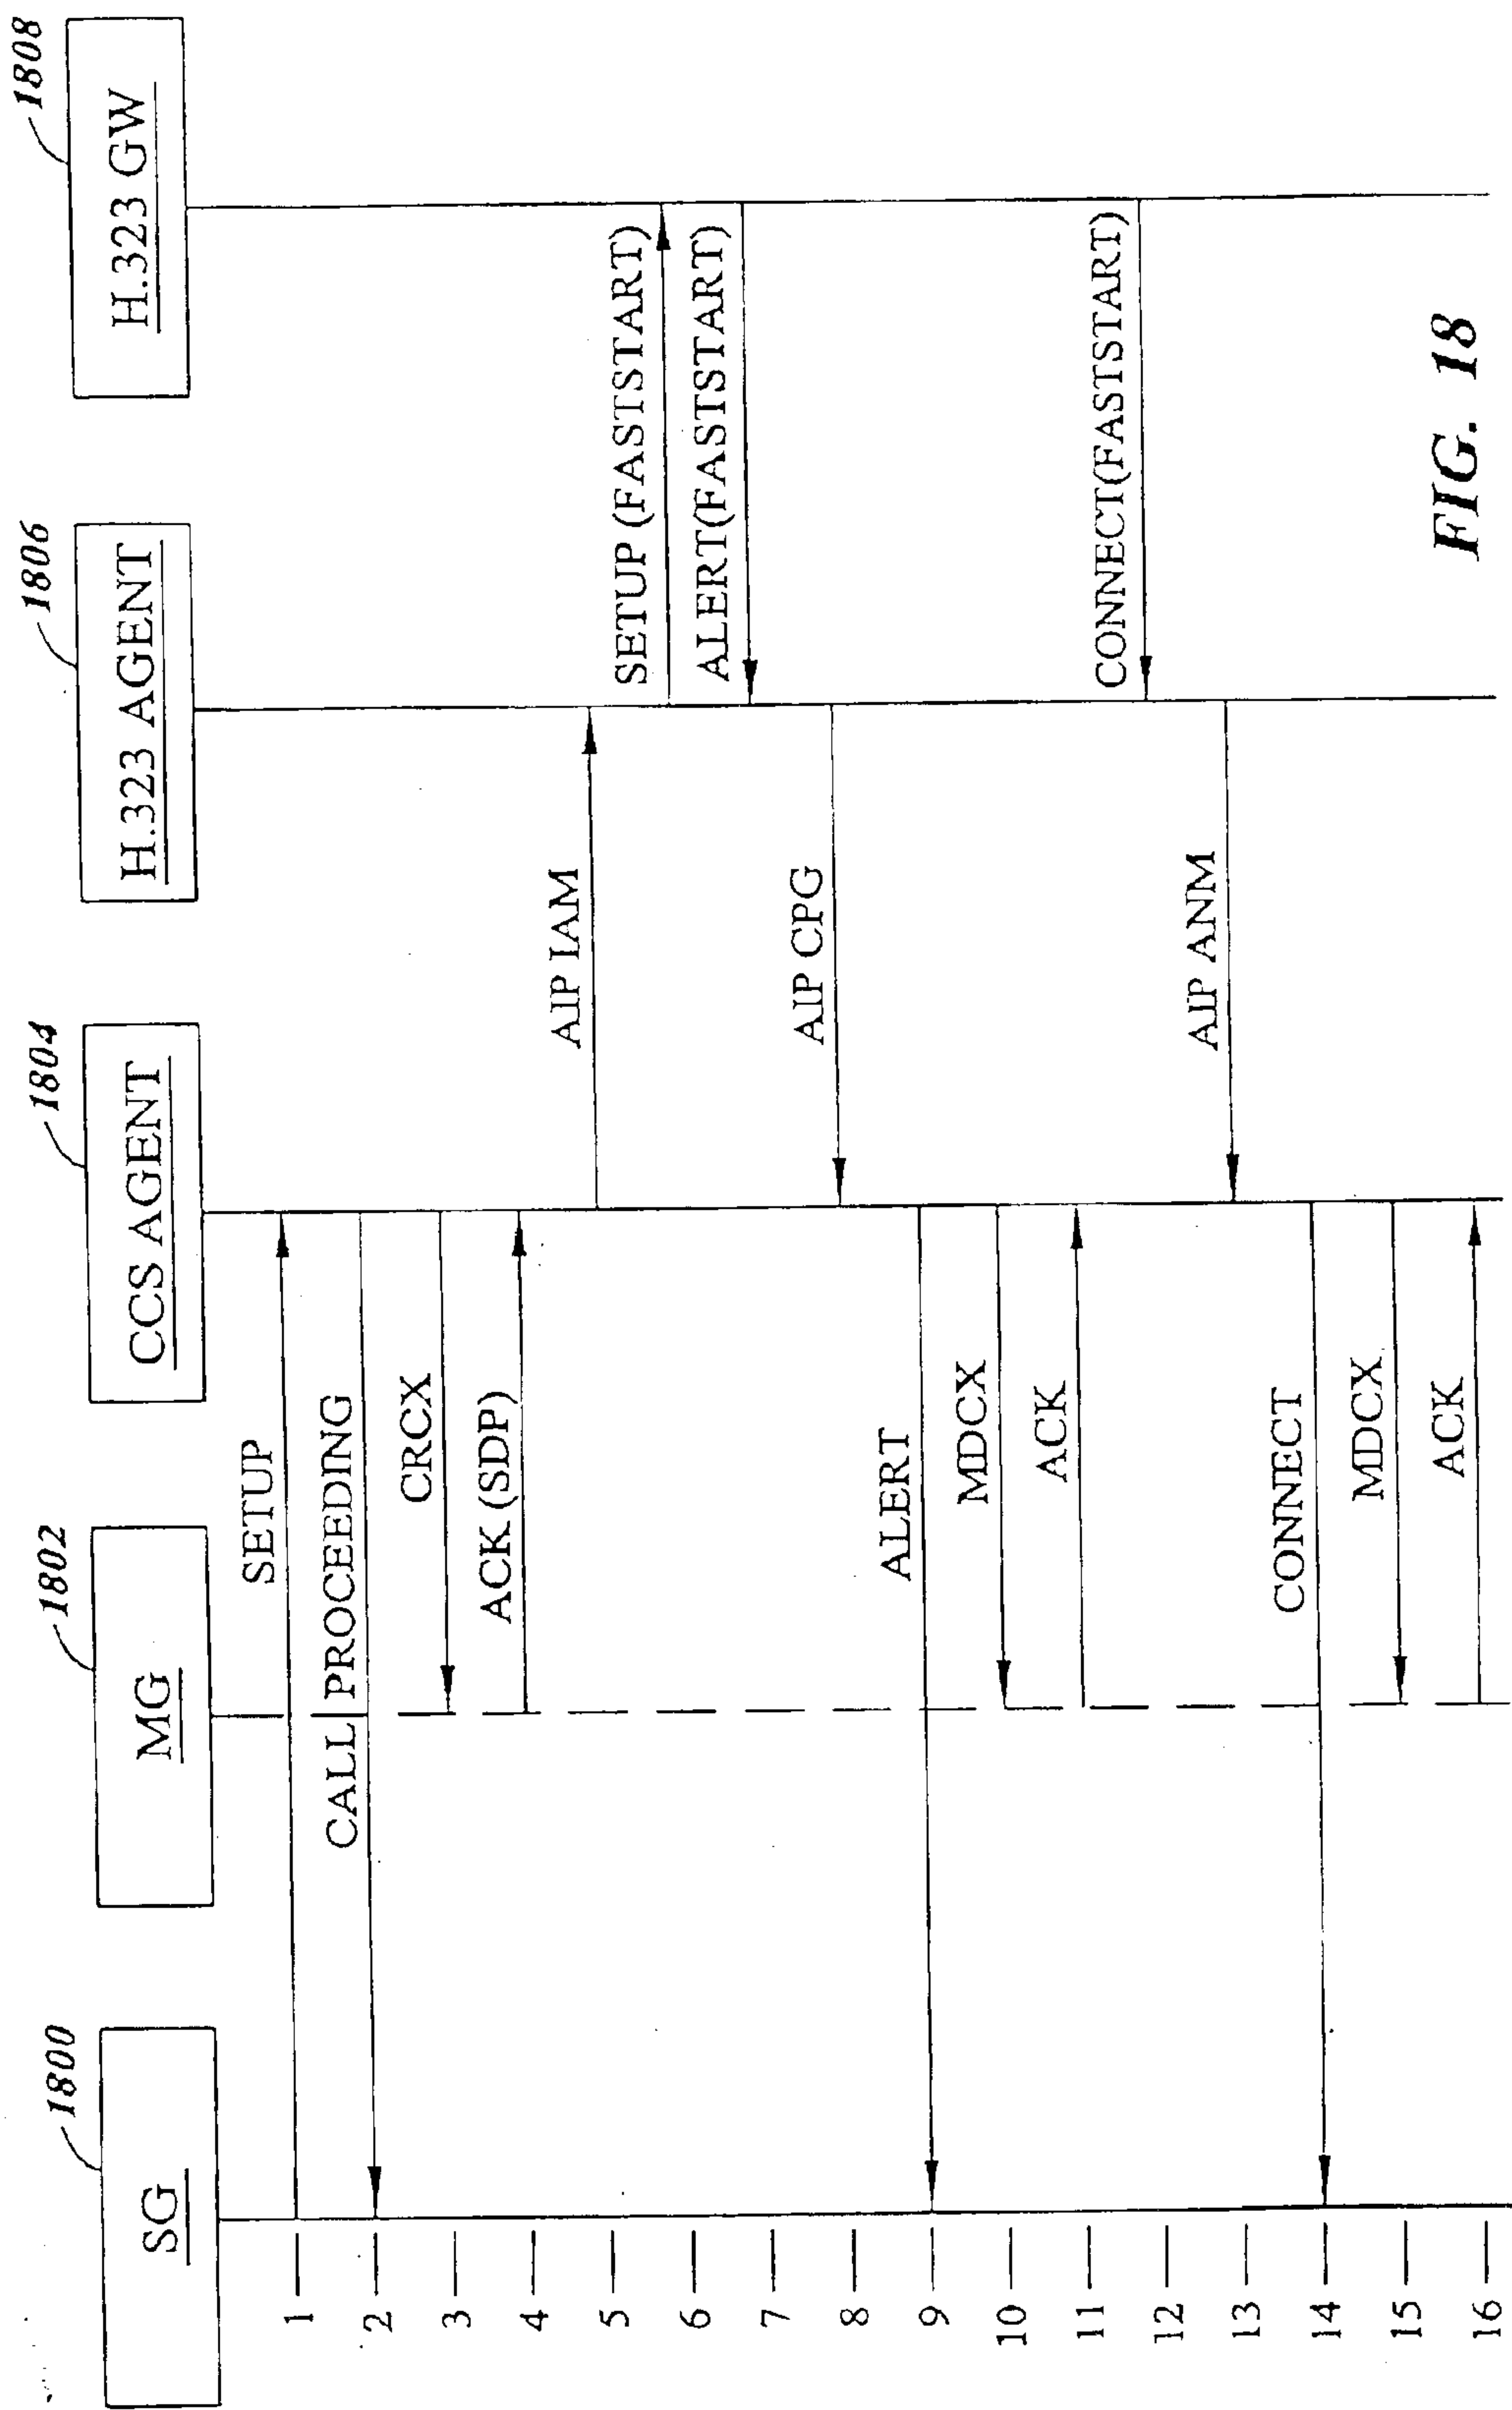 1800
1802
1804
1806
1808
SG
MG
CCS AGENT
H.323 AGENT
H.323 GW
1
SETUP
2
CALL PROCEEDING
3
CRCX
4
ACK (SDP)
5
AIP IAM
6
SETUP (FASTSTART)
7
ALERT(FASTSTART)
8
AIP CPG
9
ALERT
10
MDCX
11
ACK
12
CONNECT(FASTSTART)
13
AIP ANM
14
CONNECT
15
MDCX
16
ACK
FIG. 18